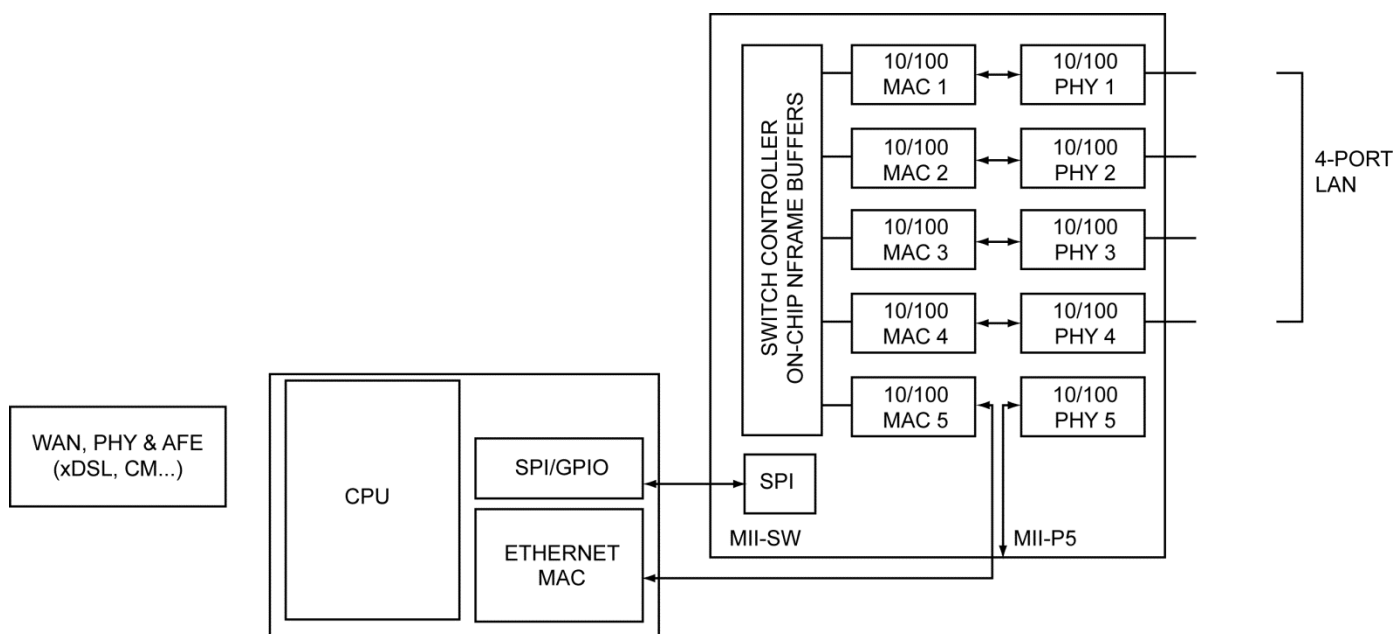 10/100
MAC 1
10/100
PHY 1
10/100
MAC 2
10/100
PHY 2
10/100
MAC 3
10/100
PHY 3
10/100
MAC 4
10/100
PHY 4
10/100
MAC 5
10/100
PHY 5
SWITCH CONTROLLER
ON-CHIP NFRAME BUFFERS
4-PORT
LAN
SPI
MII-SW
MII-P5
WAN, PHY & AFE
(xDSL, CM...)
CPU
SPI/GPIO
ETHERNET
MAC